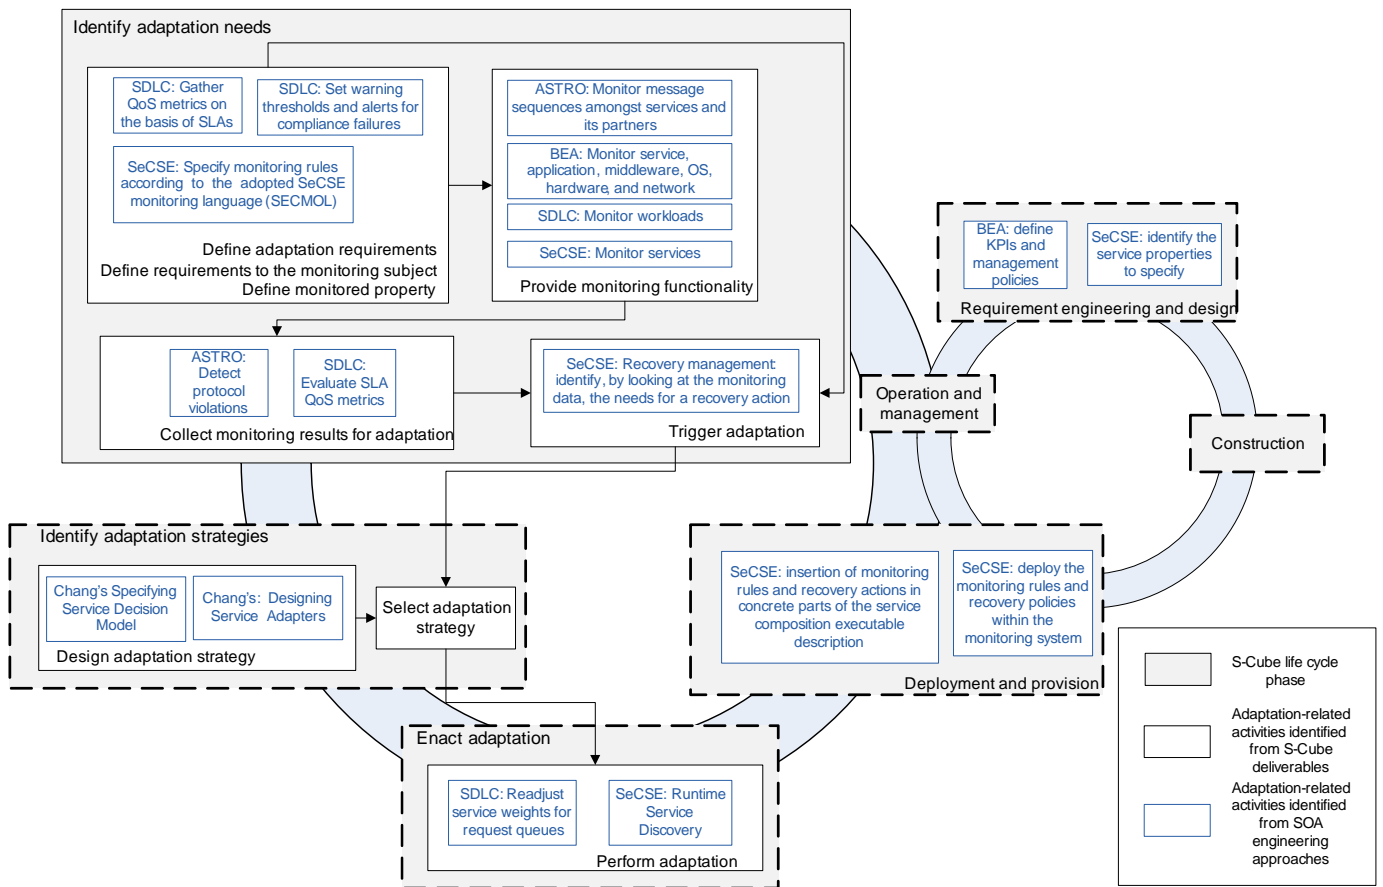 Identify adaptation needs
SDLC: Gather
QoS metrics on
the basis of SLAs
SDLC: Set warning
thresholds and alerts for
compliance failures
SeCSE: Specify monitoring rules
according to the adopted SeCSE
monitoring language (SECMOL)
Define adaptation requirements
Define requirements to the monitoring subject
Define monitored property
ASTRO: Monitor message
sequences amongst services and
its partners
BEA: Monitor service,
application, middleware, OS,
hardware, and network
SDLC: Monitor workloads
SeCSE: Monitor services
Provide monitoring functionality
ASTRO:
Detect
protocol
violations
SDLC:
Evaluate SLA
QoS metrics
Collect monitoring results for adaptation
SeCSE: Recovery management:
identify, by looking at the monitoring
data, the needs for a recovery action
Trigger adaptation
BEA: define
KPIs and
management
policies
SeCSE: identify the
service properties
to specify
Requirement engineering and design
Operation and
management
Construction
Identify adaptation strategies
Chang's Specifying
Service Decision
Model
Chang's: Designing
Service Adapters
Design adaptation strategy
Select adaptation
strategy
SeCSE: insertion of monitoring
rules and recovery actions in
concrete parts of the service
composition executable
description
SeCSE: deploy the
monitoring rules and
recovery policies
within the
monitoring system
Deployment and provision
Enact adaptation
SDLC: Readjust
service weights for
request queues
SeCSE: Runtime
Service
Discovery
Perform adaptation
S-Cube life cycle
phase
Adaptation-related
activities identified
from S-Cube
deliverables
Adaptation-related
activities identified
from SOA
engineering
approaches